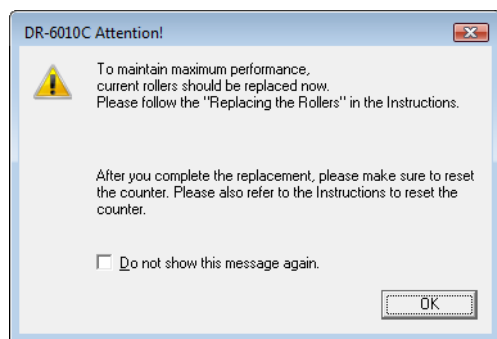 DR-6010C Attention!
To maintain maximum performance,
current rollers should be replaced now.
Please follow the "Replacing the Rollers" in the Instructions.
After you complete the replacement, please make sure to reset
the counter. Please also refer to the Instructions to reset the
counter.
Do not show this message again.
OK